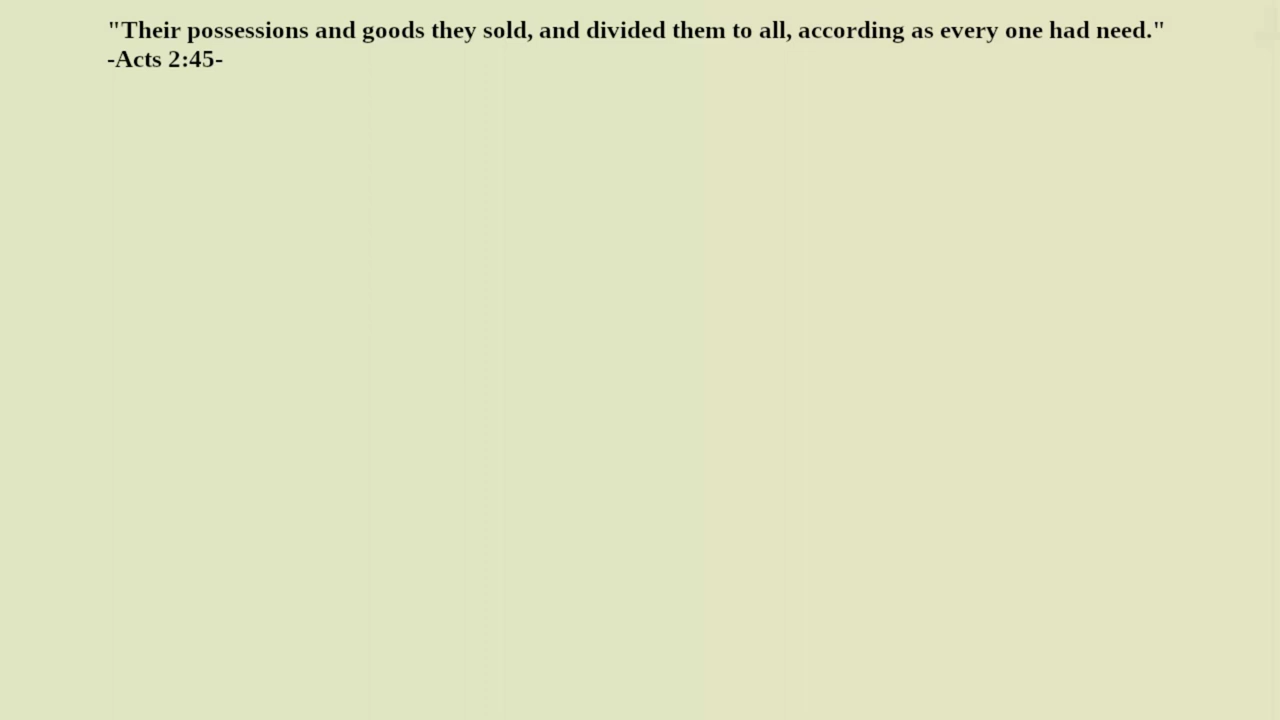 "Their possessions and goods they sold, and divided them to all, according as every one had need."
-Acts 2:45-